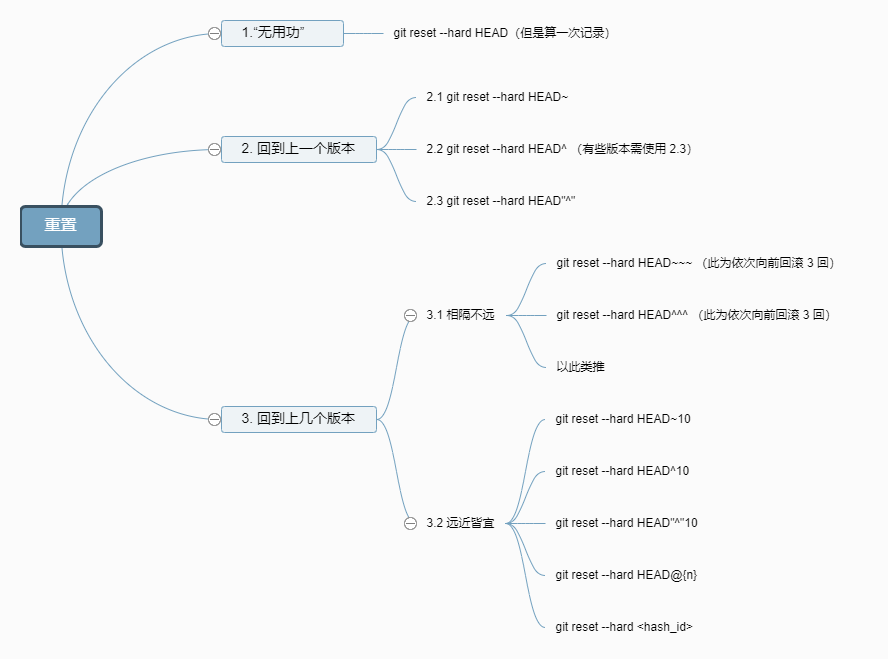 重置
1.“无用功”
git reset --hard HEAD（但是算一次记录）
2. 回到上一个版本
2.1 git reset --hard HEAD~
2.2 git reset --hard HEAD^ （有些版本需使用 2.3）
2.3 git reset --hard HEAD"^"
3. 回到上几个版本
3.1 相隔不远
git reset --hard HEAD~~~ （此为依次向前回滚 3 回）
git reset --hard HEAD^^^ （此为依次向前回滚 3 回）
以此类推
3.2 远近皆宜
git reset --hard HEAD~10
git reset --hard HEAD^10
git reset --hard HEAD"^"10
git reset --hard HEAD@{n}
git reset --hard <hash_id>